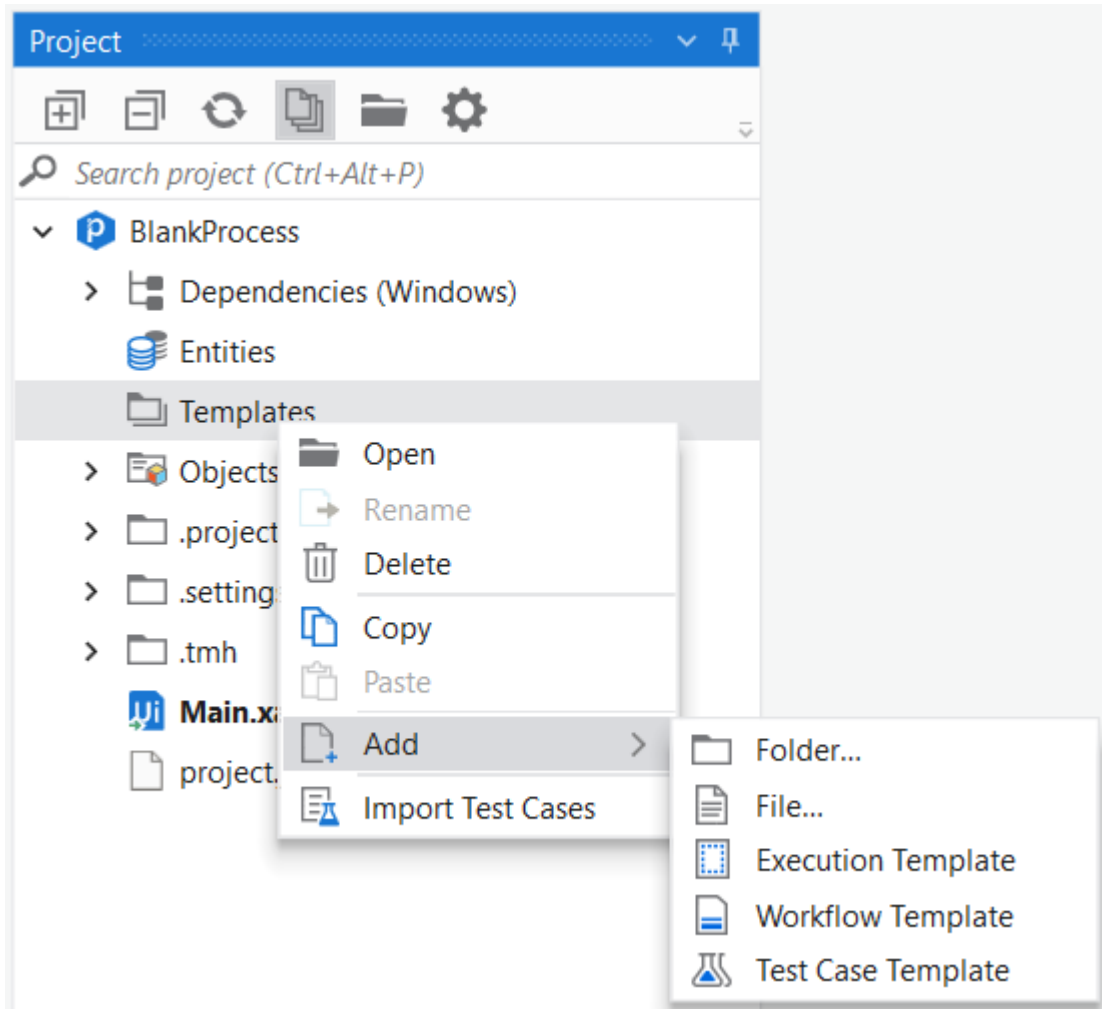 Project
Search project (Ctrl+Alt+P)
BlankProcess
Dependencies (Windows)
Entities
Templates
Open
Objects
Rename
.project
Delete
.setting
Copy
.tmh
Paste
Main.xa
Add
Folder...
project.
Import Test Cases
File...
Execution Template
Workflow Template
Test Case Template